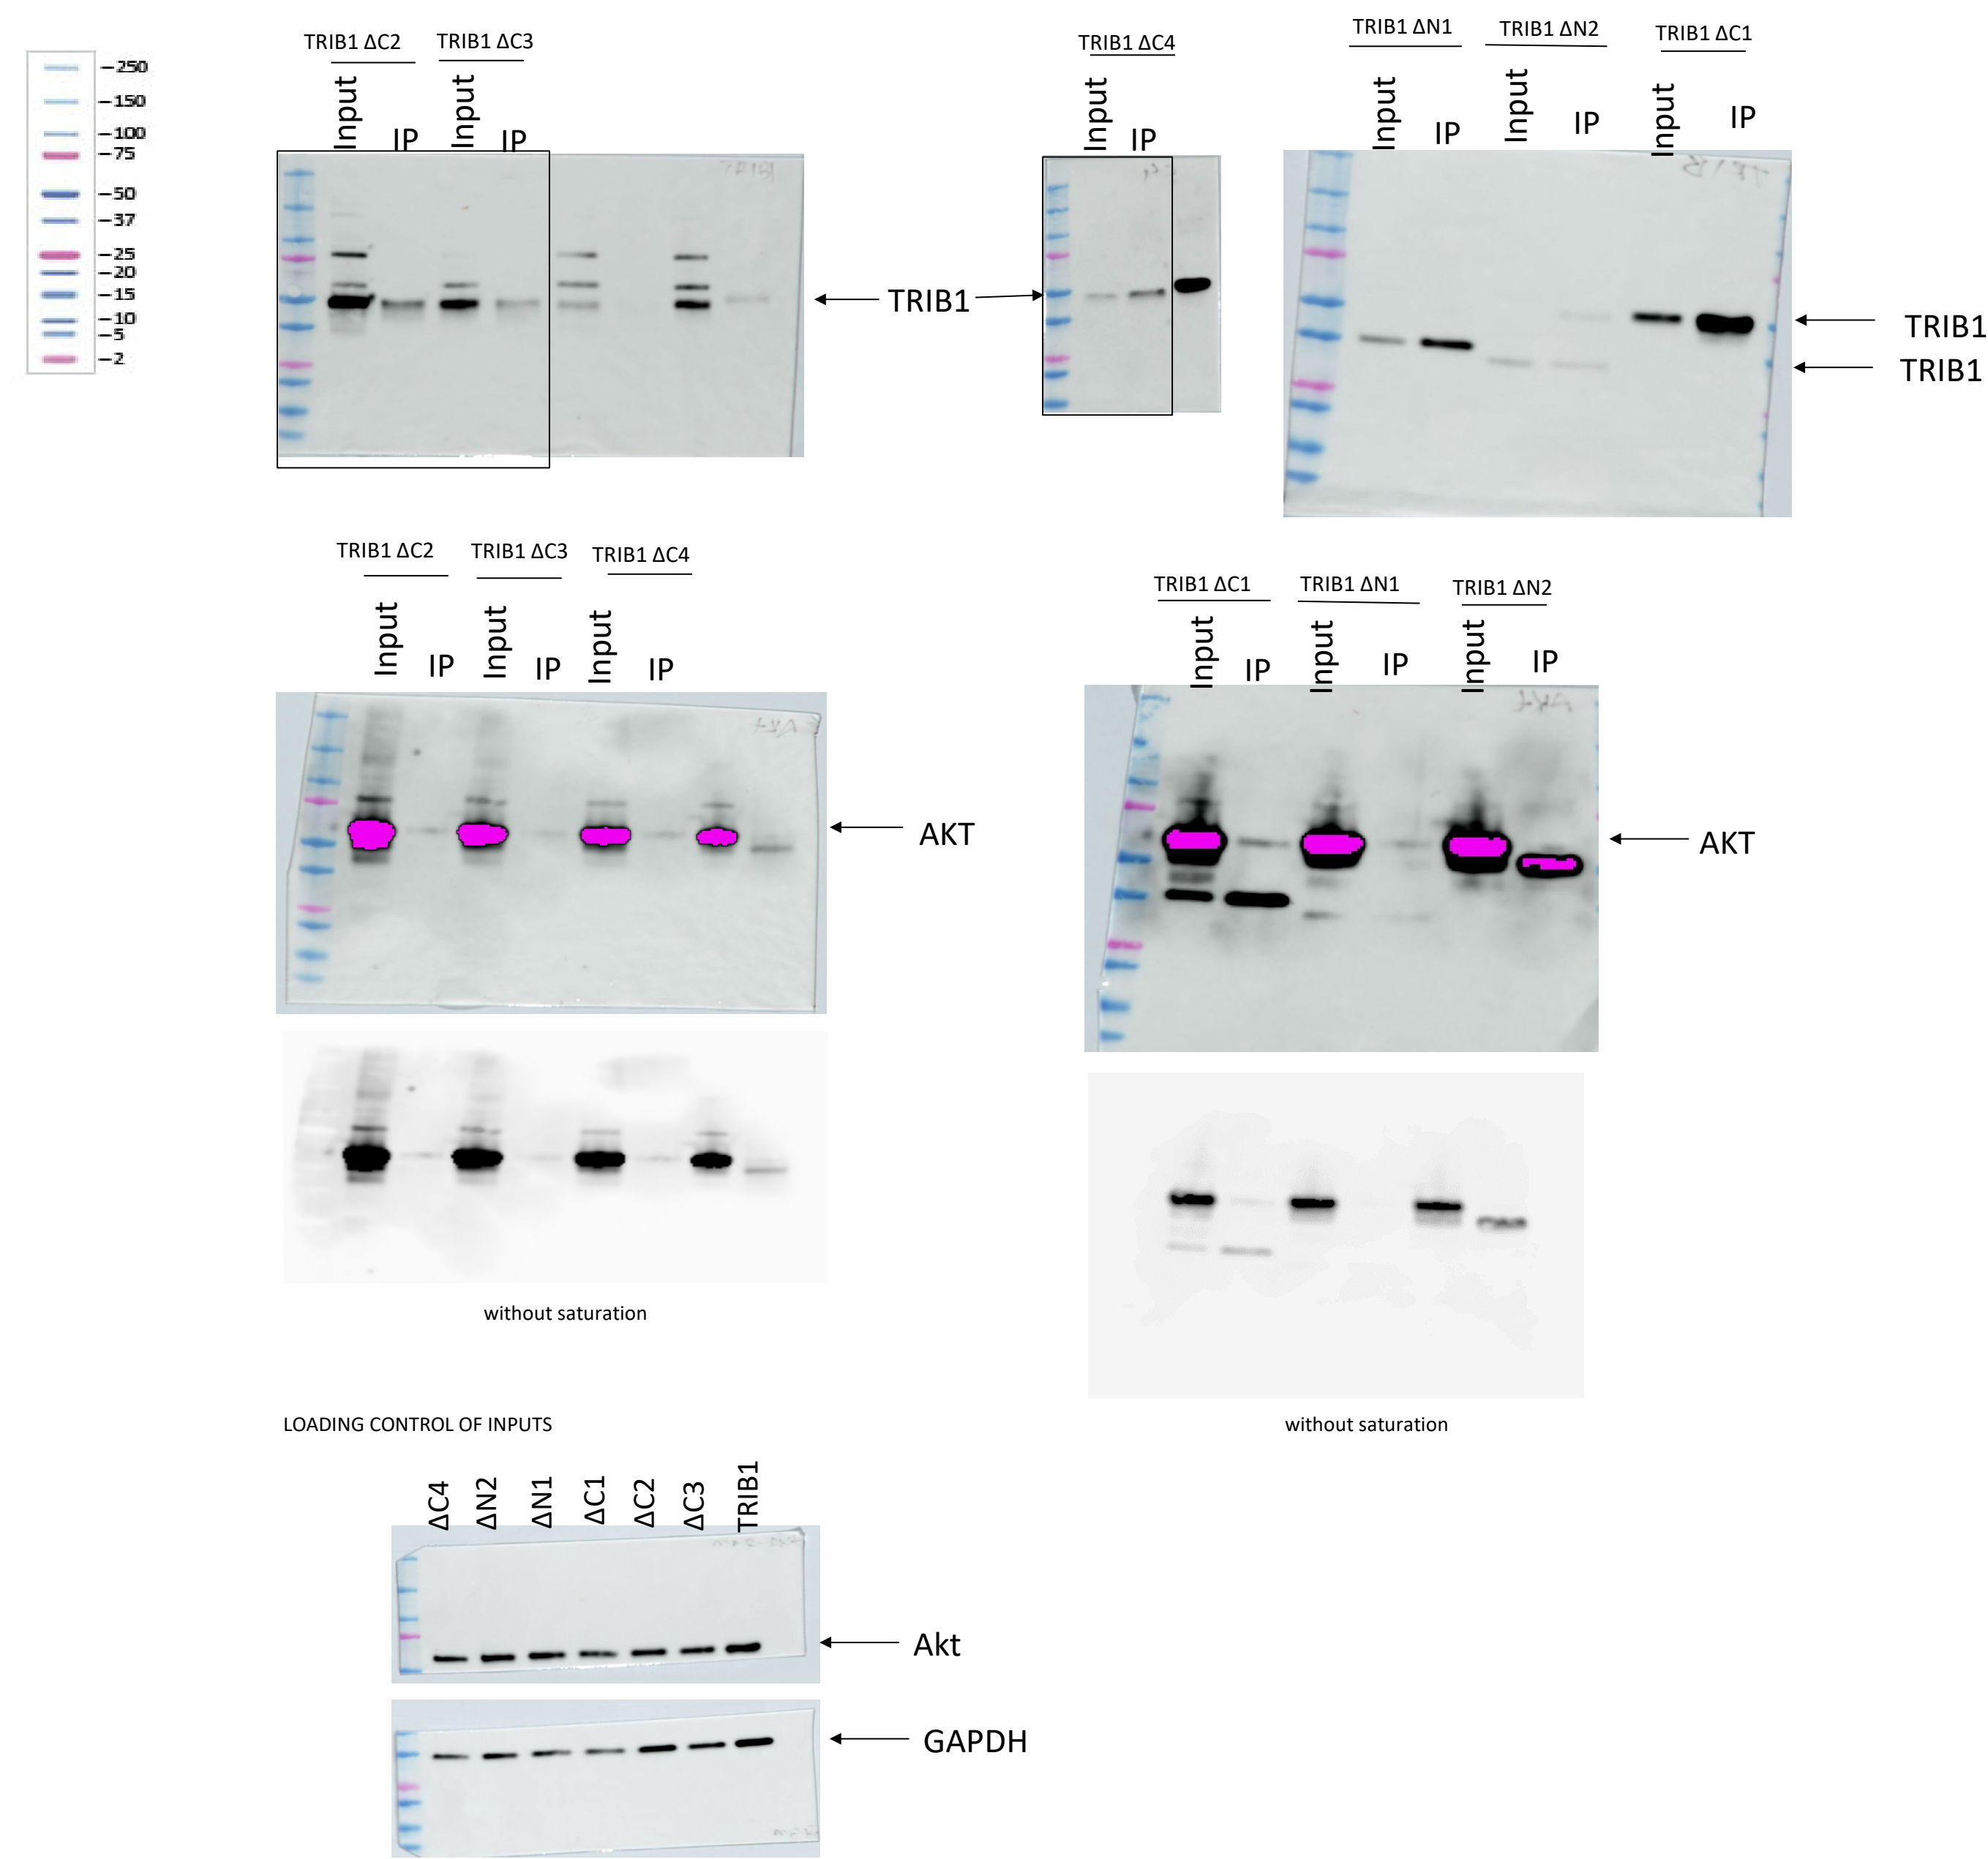 TRIB1 ΔC2
TRIB1 ΔC3
Input
IP
Input
IP
TRIB1 ΔC4
Input
IP
TRIB1 ΔN1
TRIB1 ΔN2
TRIB1 ΔC1
Input
IP
Input
IP
Input
IP
250
150
100
75
50
37
25
20
15
10
5
2
TRIB1
TRIB1
TRIB1
TRIB1
TRIB1 ΔC2
TRIB1 ΔC3
TRIB1 ΔC4
Input
IP
Input
IP
Input
IP
AKT
TRIB1 ΔC1
TRIB1 ΔN1
TRIB1 ΔN2
Input
IP
Input
IP
Input
IP
AKT
without saturation
without saturation
LOADING CONTROL OF INPUTS
ΔC4
ΔN2
ΔN1
ΔC1
ΔC2
ΔC3
TRIB1
Akt
GAPDH